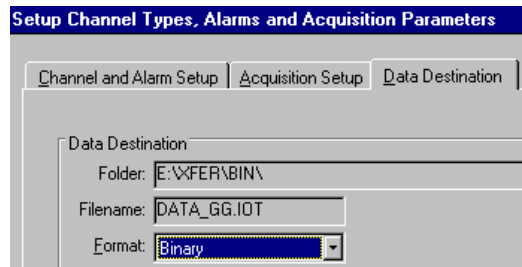 Setup Channel Types, Alarms and Acquisition Parameters
Channel and Alarm Setup Acquisition Setup Data Destination
Data Destination
Folder: E:\XFER\BIN\
Filename: DATA_GG.IOT
Format: Binary